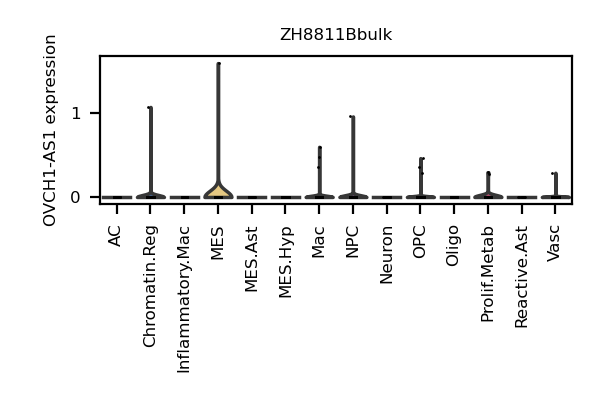 ZH8811Bbulk
OVCH1-AS1 expression
1
0
AC
Chromatin.Reg
Inflammatory.Mac
MES
MES.Ast
MES.Hyp
Mac
NPC
Neuron
OPC
Oligo
Prolif.Metab
Reactive.Ast
Vasc